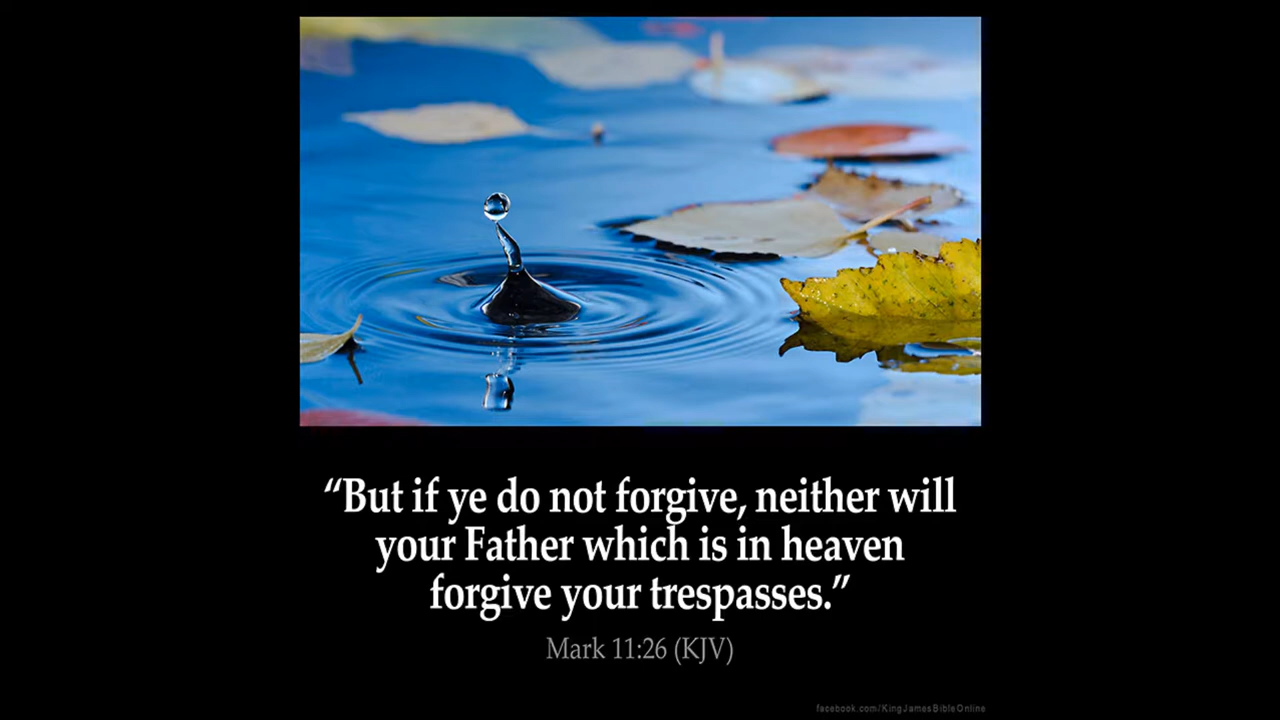 “But if ye do not forgive, neither will
your Father which is in heaven
forgive your trespasses.”
Mark 11:26 (KJV)
facebook.com/KingJamesBibleOnline